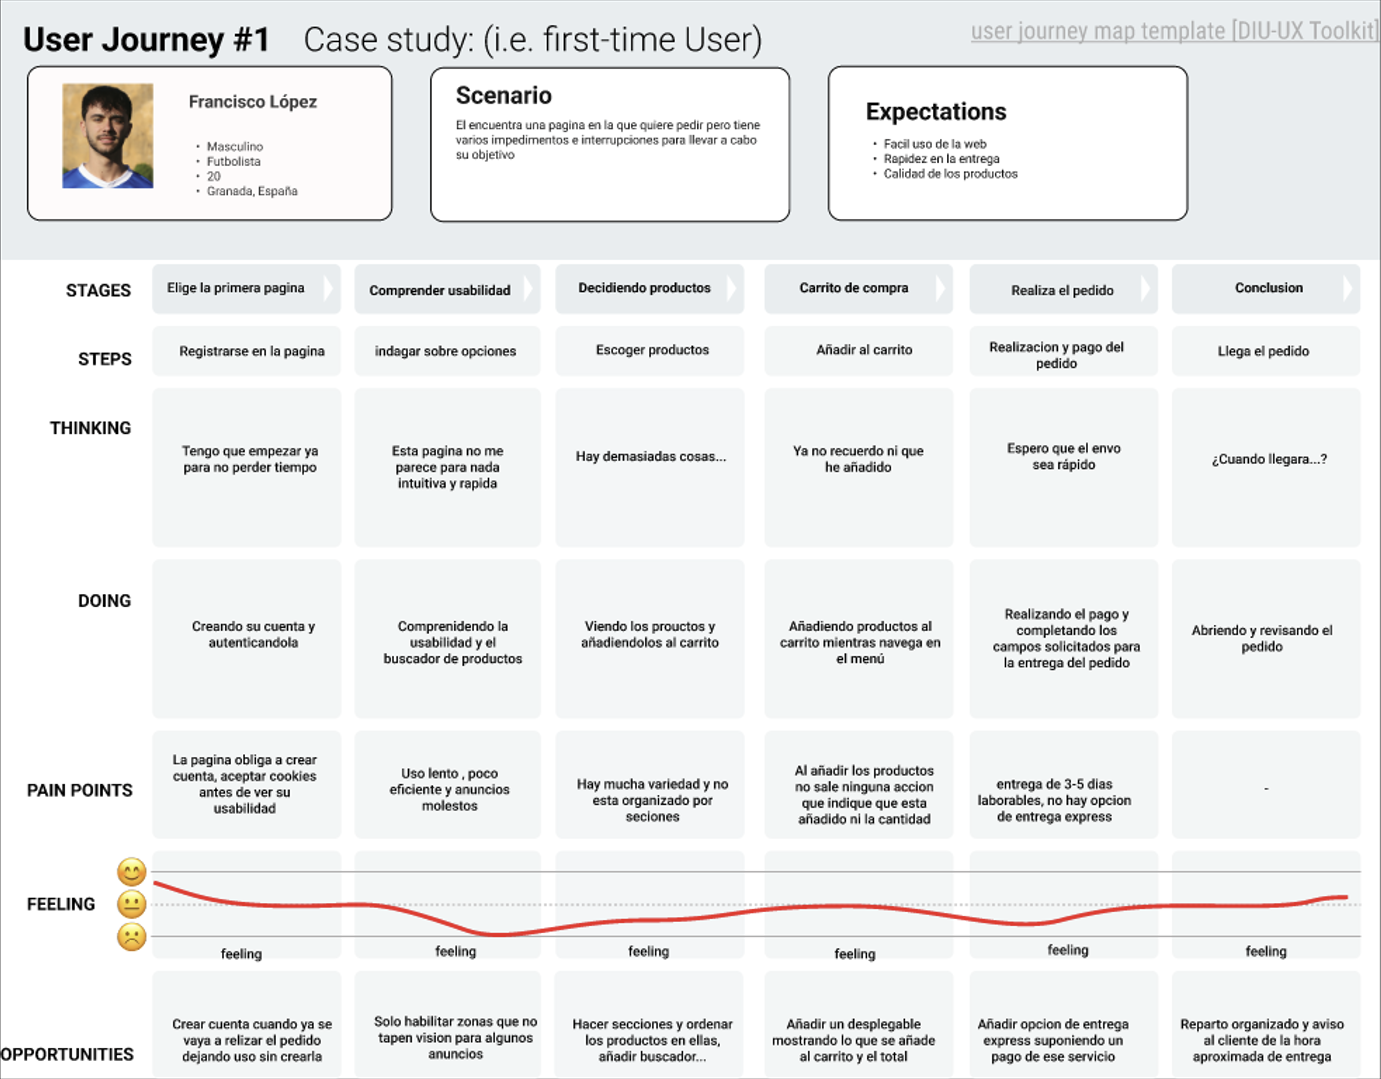 User Journey #1 Case study: (i.e. first-time User)
user journey map template [DIU-UX Toolkit]
Francisco López
• Masculino
• Futbolista
• 20
• Granada, España
Scenario
El encuentra una pagina en la que quiere pedir pero tiene
varios impedimentos e interrupciones para llevar a cabo
su objetivo
Expectations
• Facil uso de la web
• Rapidez en la entrega
• Calidad de los productos
STAGES
Elige la primera pagina
Comprender usabilidad
Decidiendo productos
Carrito de compra
Realiza el pedido
Conclusion
STEPS
Registrarse en la pagina
indagar sobre opciones
Escoger productos
Añadir al carrito
Realizacion y pago del
pedido
Llega el pedido
THINKING
Tengo que empezar ya
para no perder tiempo
Esta pagina no me
parece para nada
intuitiva y rapida
Hay demasiadas cosas...
Ya no recuerdo ni que
he añadido
Espero que el envo
sea rápido
¿Cuando llegara...?
DOING
Creando su cuenta y
autenticandola
Comprenidendo la
usabilidad y el
buscador de productos
Viendo los prouctos y
añadiendolos al carrito
Añadiendo productos al
carrito mientras navega en
el menú
Realizando el pago y
completando los
campos solicitados para
la entrega del pedido
Abriendo y revisando el
pedido
PAIN POINTS
La pagina obliga a crear
cuenta, aceptar cookies
antes de ver su
usabilidad
Uso lento , poco
eficiente y anuncios
molestos
Hay mucha variedad y no
esta organizado por
seciones
Al añadir los productos
no sale ninguna accion
que indique que esta
añadido ni la cantidad
entrega de 3-5 dias
laborables, no hay opcion
de entrega express
-
FEELING
feeling
feeling
feeling
feeling
feeling
feeling
OPPORTUNITIES
Crear cuenta cuando ya se
vaya a relizar el pedido
dejando uso sin crearla
Solo habilitar zonas que no
tapen vision para algunos
anuncios
Hacer secciones y ordenar
los productos en ellas,
añadir buscador...
Añadir un desplegable
mostrando lo que se añade
al carrito y el total
Añadir opcion de entrega
express suponiendo un
pago de ese servicio
Reparto organizado y aviso
al cliente de la hora
aproximada de entrega